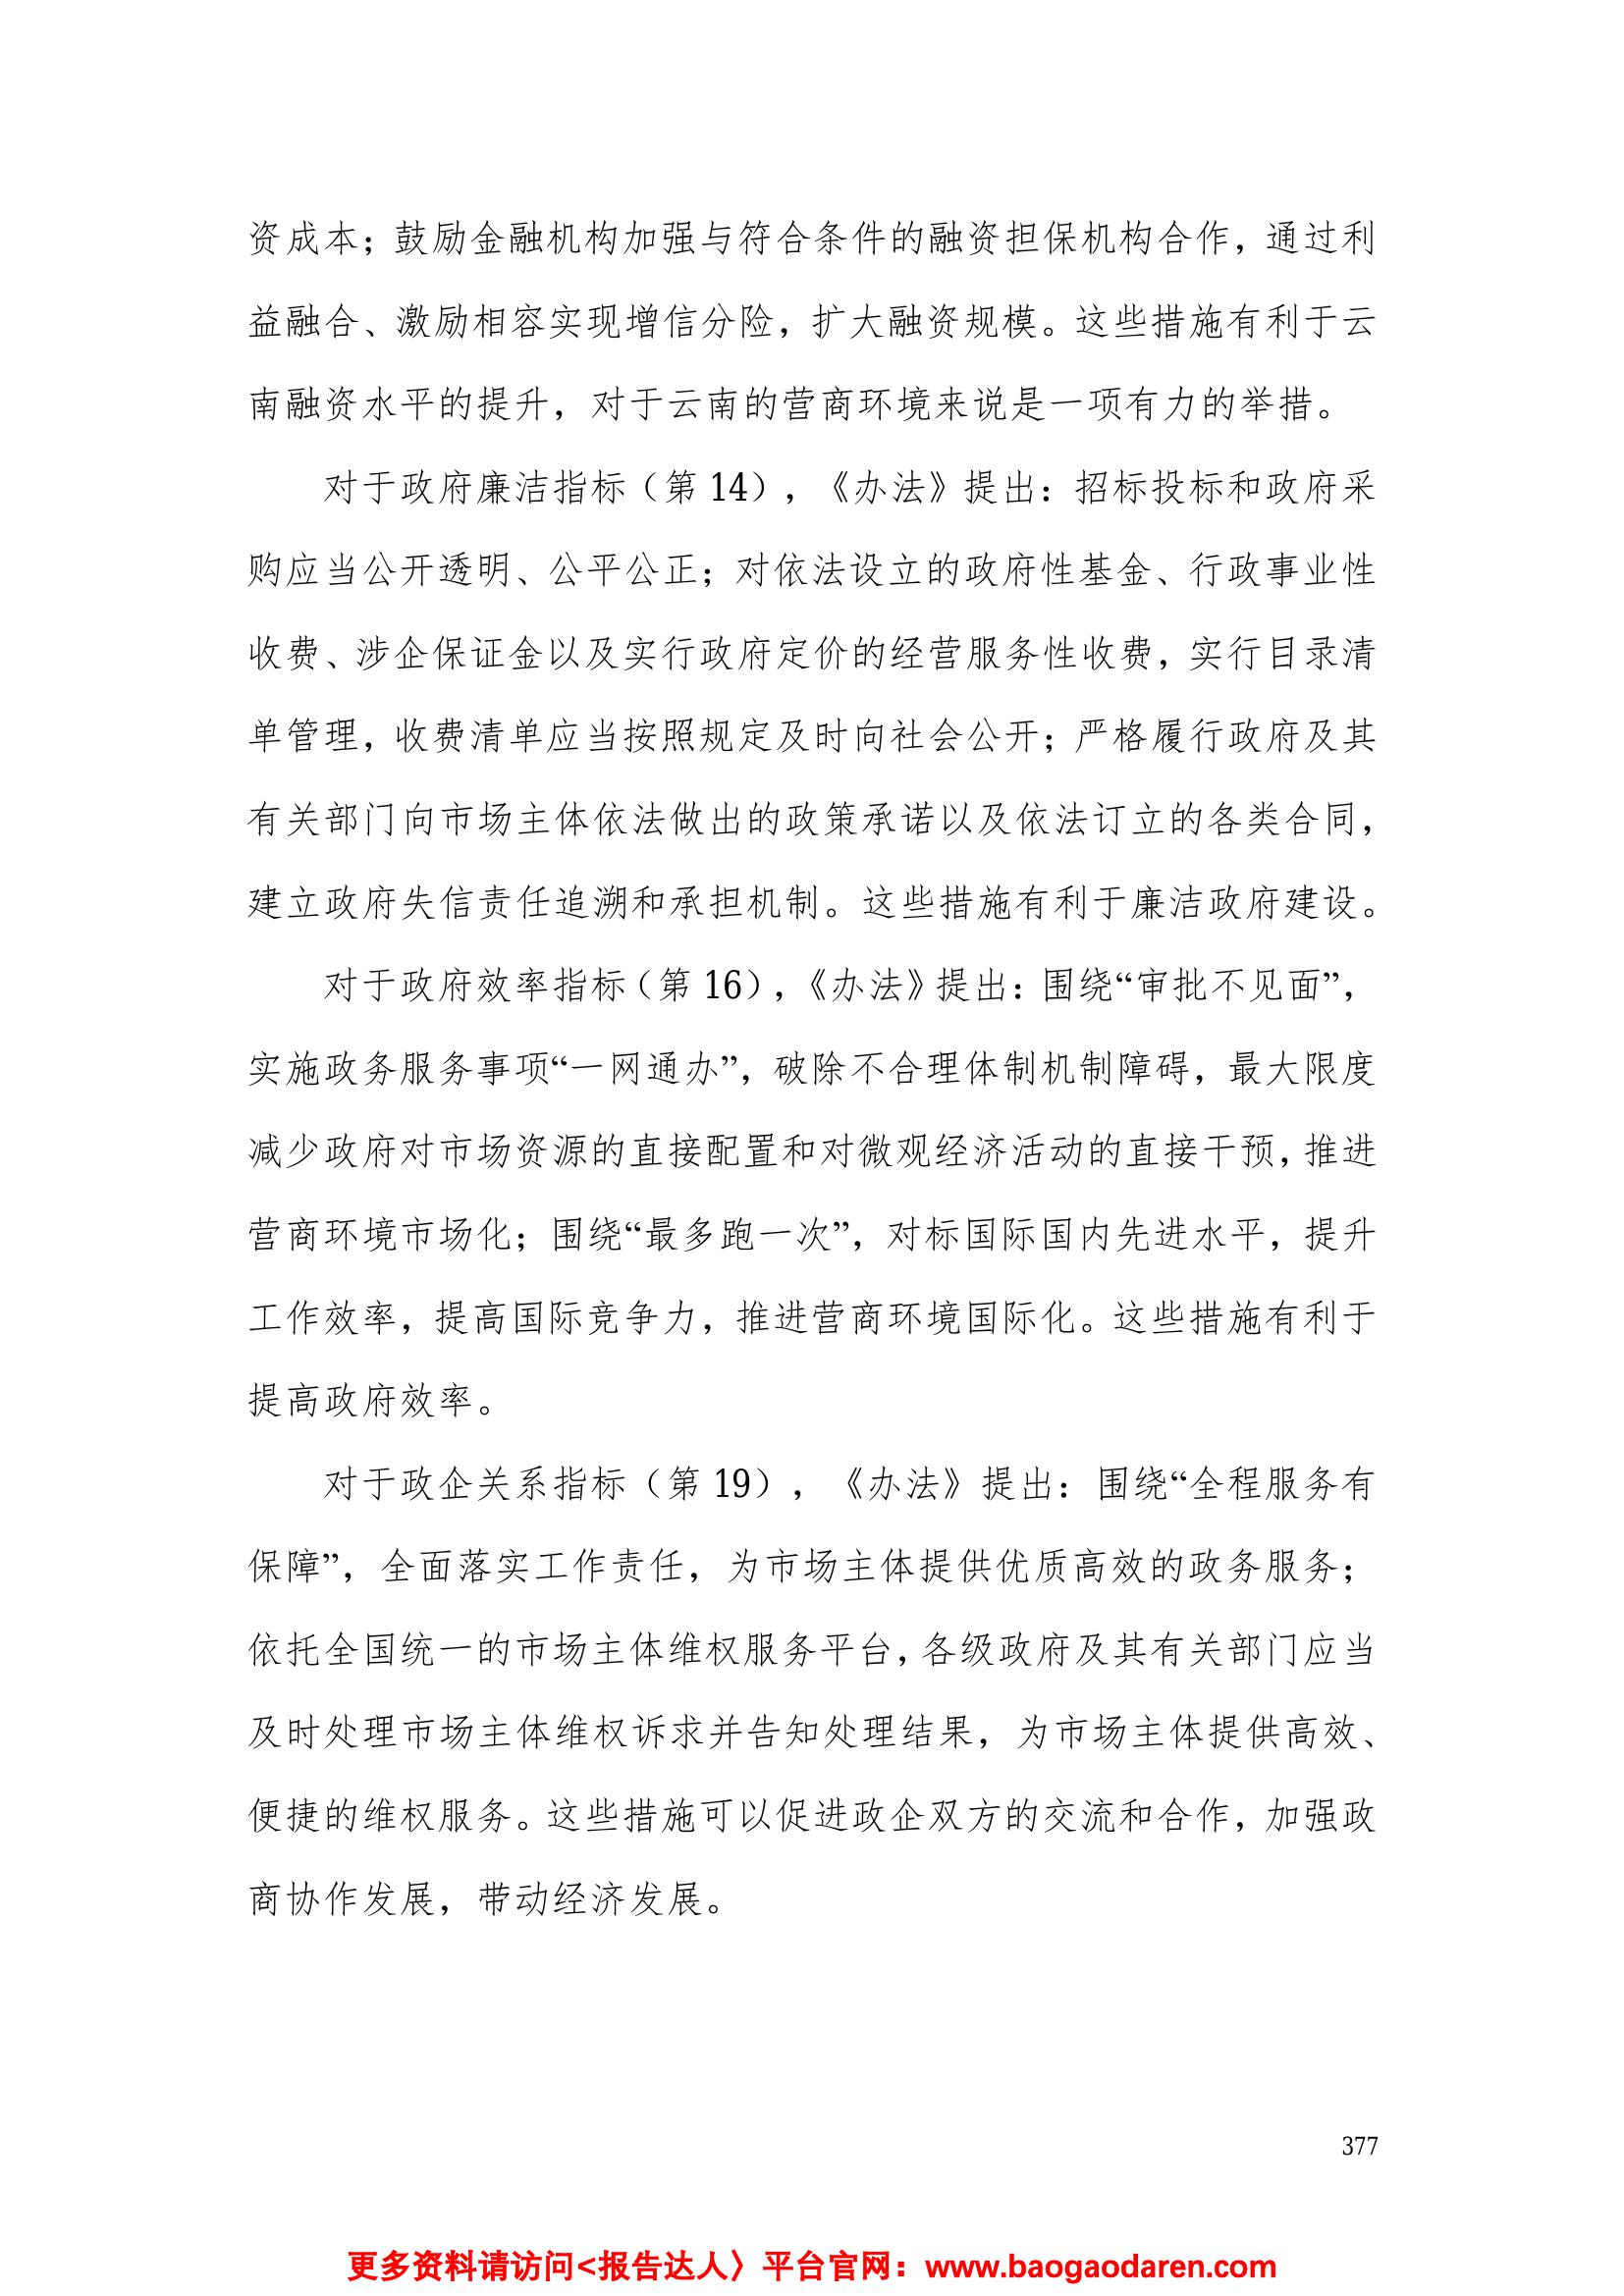 资成本；鼓励金融机构加强与符合条件的融资担保机构合作，通过利
益融合、激励相容实现增信分险，扩大融资规模。这些措施有利于云
南融资水平的提升，对于云南的营商环境来说是一项有力的举措。
对于政府廉洁指标（第 14），《办法》提出：招标投标和政府采
购应当公开透明、公平公正；对依法设立的政府性基金、行政事业性
收费、涉企保证金以及实行政府定价的经营服务性收费，实行目录清
单管理，收费清单应当按照规定及时向社会公开；严格履行政府及其
有关部门向市场主体依法做出的政策承诺以及依法订立的各类合同，
建立政府失信责任追溯和承担机制。这些措施有利于廉洁政府建设。
对于政府效率指标（第 16），《办法》提出：围绕“审批不见面”，
实施政务服务事项“一网通办”，破除不合理体制机制障碍，最大限度
减少政府对市场资源的直接配置和对微观经济活动的直接干预，推进
营商环境市场化；围绕“最多跑一次”，对标国际国内先进水平，提升
工作效率，提高国际竞争力，推进营商环境国际化。这些措施有利于
提高政府效率。
对于政企关系指标（第 19），《办法》提出：围绕“全程服务有
保障”，全面落实工作责任，为市场主体提供优质高效的政务服务；
依托全国统一的市场主体维权服务平台，各级政府及其有关部门应当
及时处理市场主体维权诉求并告知处理结果，为市场主体提供高效、
便捷的维权服务。这些措施可以促进政企双方的交流和合作，加强政
商协作发展，带动经济发展。
377
更多资料请访问<报告达人〉平台官网：www.baogaodaren.com